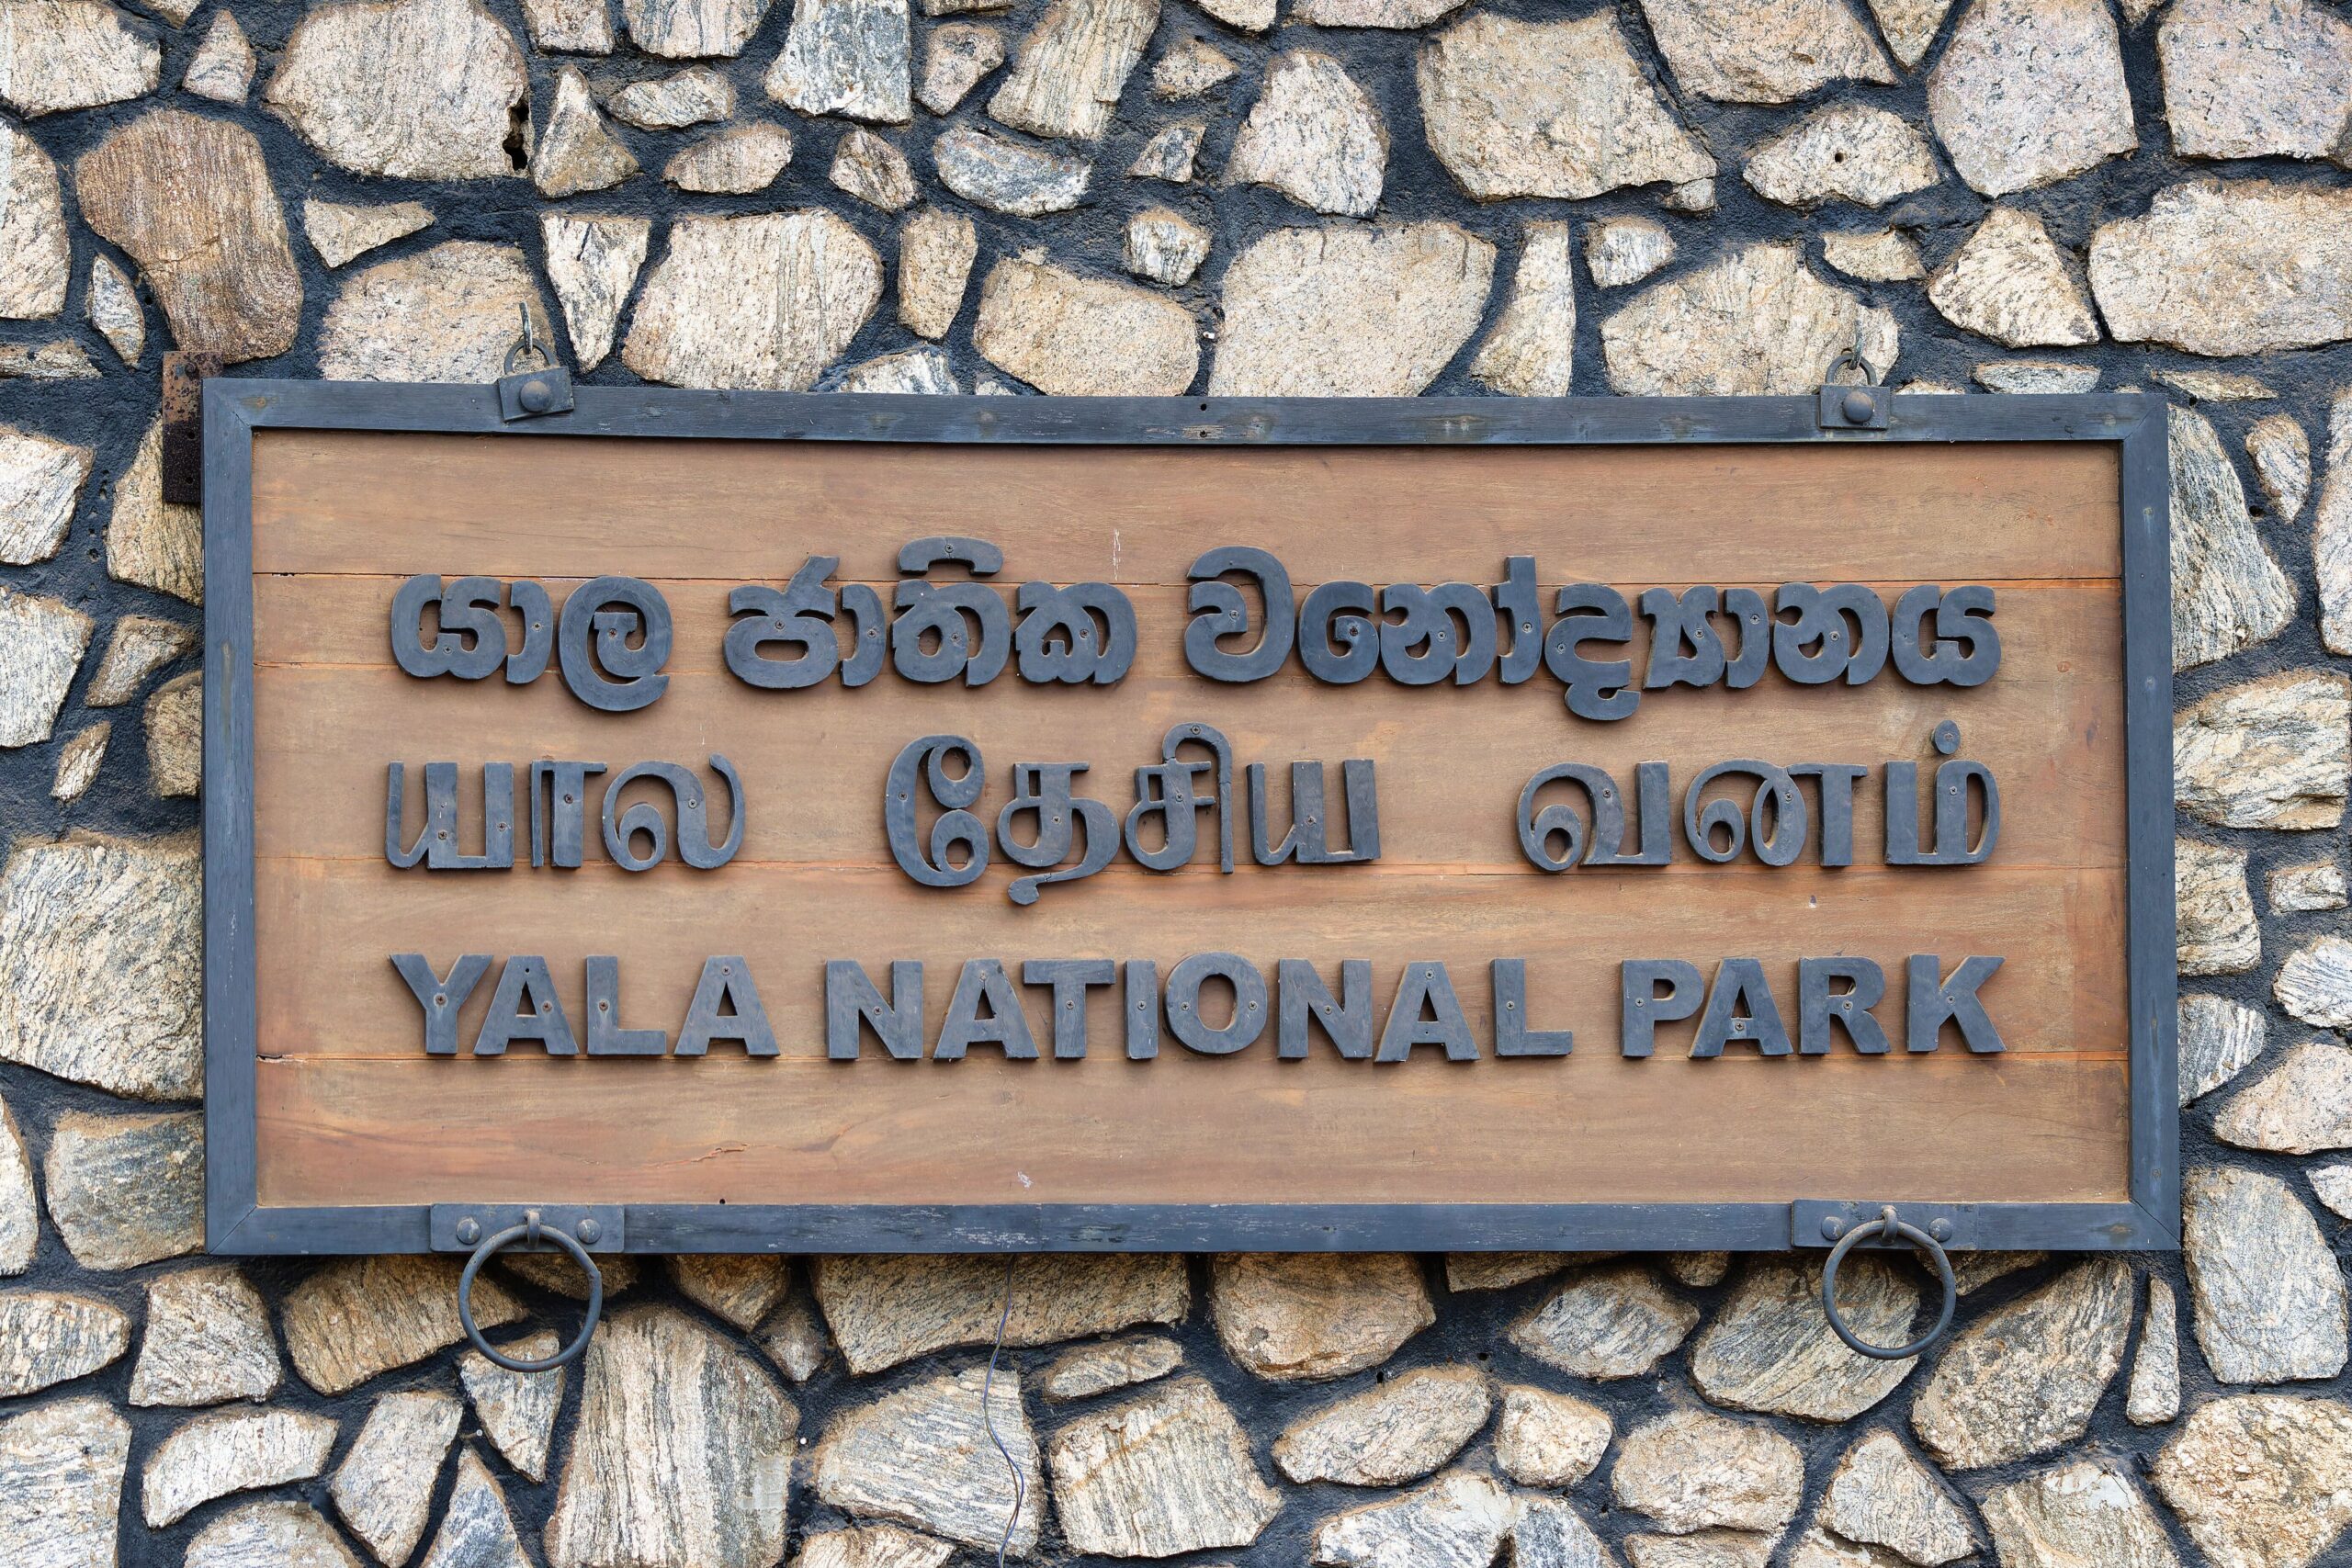 යාල ජාතික වනෝද්‍යානය
யால தேசிய வனம்
YALA NATIONAL PARK